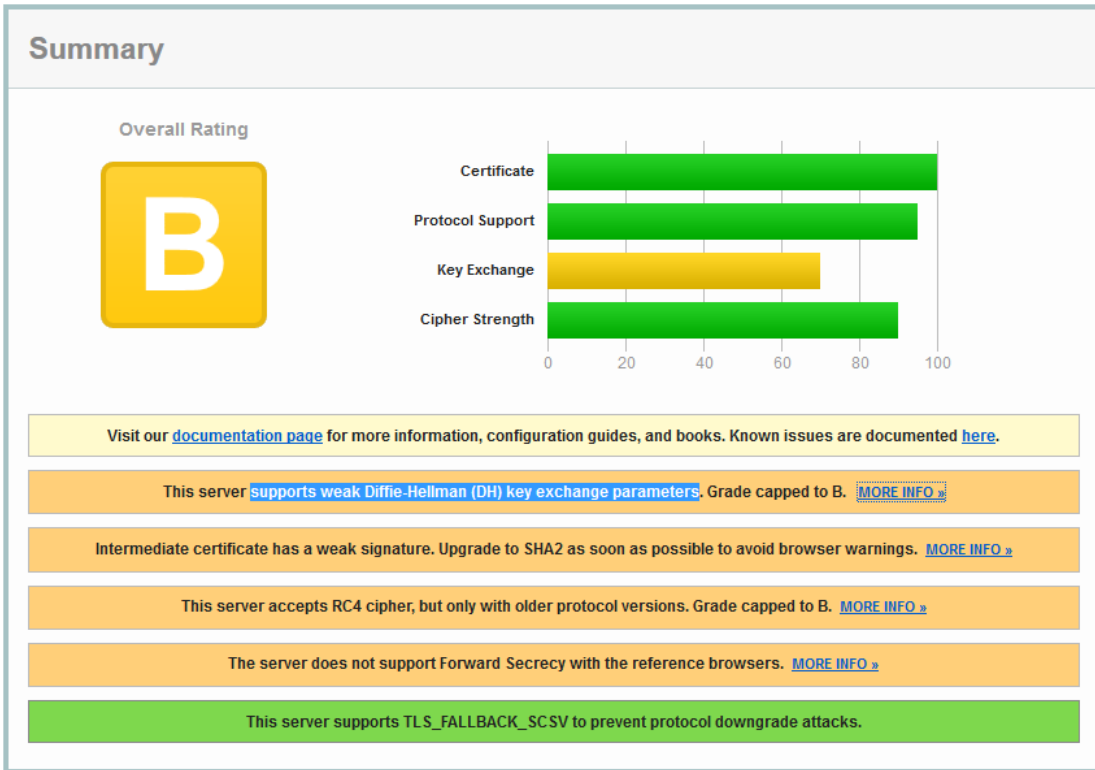 Summary
Overall Rating
B
Certificate
Protocol Support
Key Exchange
Cipher Strength
0 20 40 60 80 100
Visit our documentation page for more information, configuration guides, and books. Known issues are documented here.
This server supports weak Diffie-Hellman (DH) key exchange parameters. Grade capped to B. MORE INFO »
Intermediate certificate has a weak signature. Upgrade to SHA2 as soon as possible to avoid browser warnings. MORE INFO »
This server accepts RC4 cipher, but only with older protocol versions. Grade capped to B. MORE INFO »
The server does not support Forward Secrecy with the reference browsers. MORE INFO »
This server supports TLS_FALLBACK_SCSV to prevent protocol downgrade attacks.